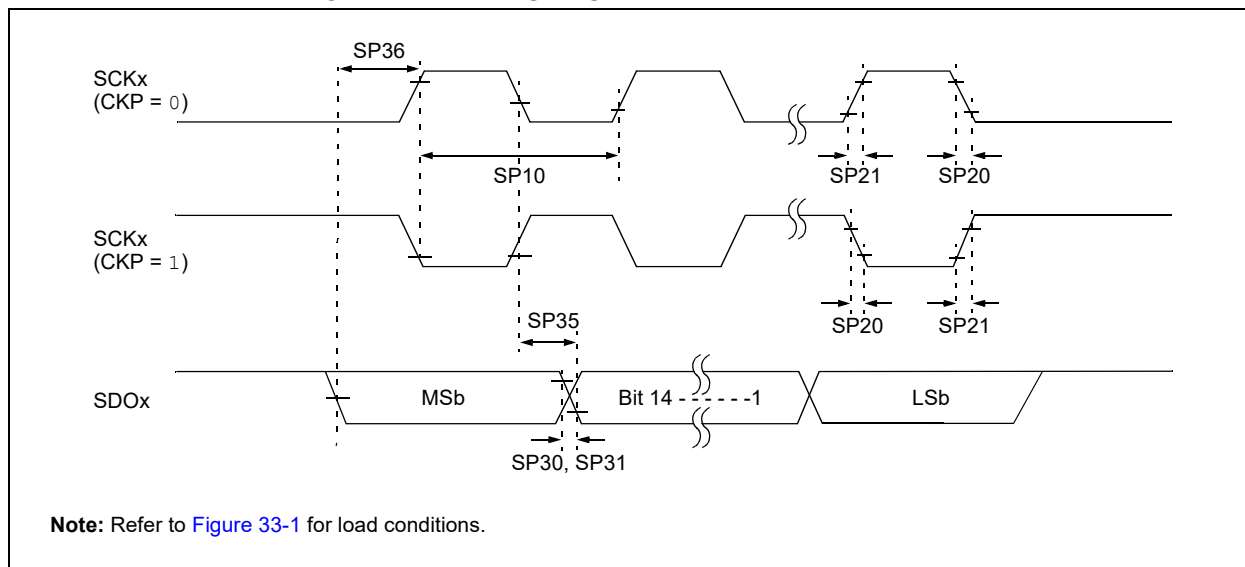 SP36
SCKx
(CKP = 0)
SP10
SP21
SP20
SCKx
(CKP = 1)
SP35
SP20
SP21
SDOx
MSb
Bit 14 - - - - - -1
LSb
SP30, SP31
Note: Refer to Figure 33-1 for load conditions.